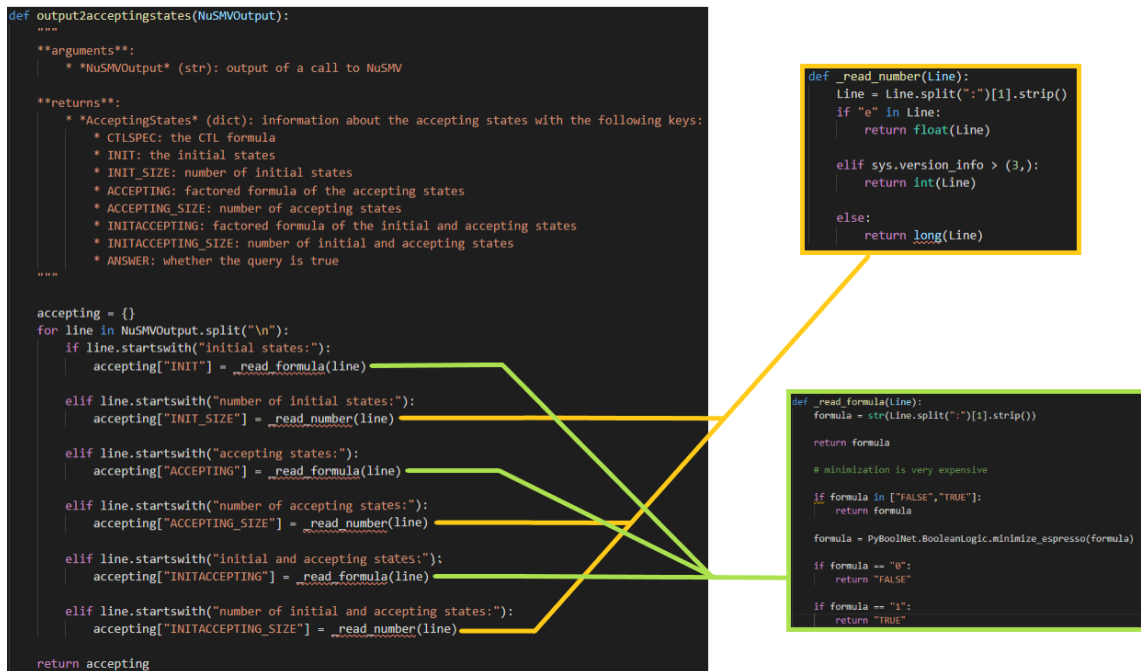 def output2acceptingstates(NuSMVOutput):
"""
**arguments**:
* *NuSMVOutput* (str): output of a call to NuSMV
**returns**:
* *AcceptingStates* (dict): information about the accepting states with the following keys:
* CTLSPEC: the CTL formula
* INIT: the initial states
* INIT_SIZE: number of initial states
* ACCEPTING: factored formula of the accepting states
* ACCEPTING_SIZE: number of accepting states
* INITACCEPTING: factored formula of the initial and accepting states
* INITACCEPTING_SIZE: number of initial and accepting states
* ANSWER: whether the query is true
"""
accepting = {}
for line in NuSMVOutput.split("\n"):
if line.startswith("initial states:"):
accepting["INIT"] = _read_formula(line)
elif line.startswith("number of initial states:"):
accepting["INIT_SIZE"] = _read_number(line)
elif line.startswith("accepting states:"):
accepting["ACCEPTING"] = _read_formula(line)
elif line.startswith("number of accepting states:"):
accepting["ACCEPTING_SIZE"] = _read_number(line)
elif line.startswith("initial and accepting states:"):
accepting["INITACCEPTING"] = _read_formula(line)
elif line.startswith("number of initial and accepting states:"):
accepting["INITACCEPTING_SIZE"] = _read_number(line)
return accepting
def _read_number(Line):
Line = Line.split(":")[1].strip()
if "e" in Line:
return float(Line)
elif sys.version_info > (3,):
return int(Line)
else:
return long(Line)
def _read_formula(Line):
formula = str(Line.split(":")[1].strip())
return formula
# minimization is very expensive
if formula in ["FALSE","TRUE"]:
return formula
formula = PyBoolNet.BooleanLogic.minimize_espresso(formula)
if formula == "0":
return "FALSE"
if formula == "1":
return "TRUE"